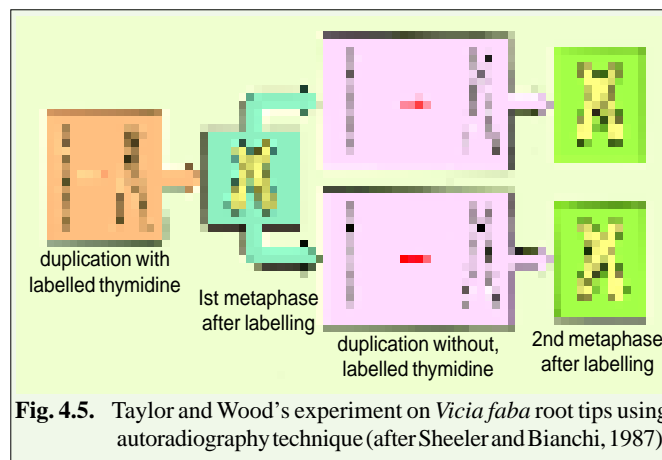 duplication with
labelled thymidine
Ist metaphase
after labelling
duplication without,
labelled thymidine
2nd metaphase
after labelling
Fig. 4.5. Taylor and Wood's experiment on Vicia faba root tips using
autoradiography technique (after Sheeler and Bianchi, 1987)